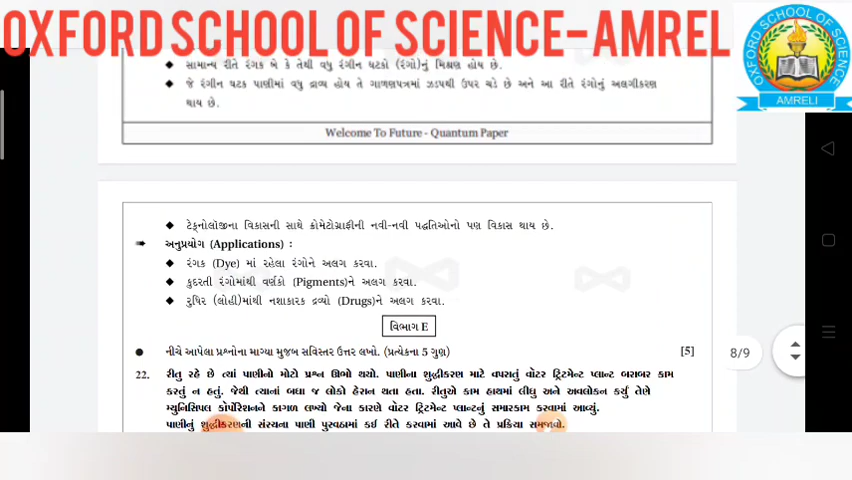 OXFORD SCHOOL OF SCIENCE-AMREL
OXFORD SCHOOL OF SCIENCE
AMRELI
સામાન્ય રીતે રંગક બે કે તેથી વધુ રંગીન ઘટકો (રંગો)નું મિશ્રણ હોય છે.
◆ જે રંગીન ઘટક પાણીમાં વધુ દ્રાવ્ય હોય તે ગાળણપત્રમાં ઝડપથી ઉપર ચડે છે અને આ રીતે રંગોનું અલગીકરણ
થાય છે.
Welcome To Future - Quantum Paper
◆ ટેક્નોલૉજીના વિકાસની સાથે ક્રોમેટોગ્રાફીની નવી-નવી પદ્ધતિઓનો પણ વિકાસ થાય છે.
➡ અનુપ્રયોગ (Applications) :
◆ રંગક (Dye) માં રહેલા રંગોને અલગ કરવા.
◆ કુદરતી રંગોમાંથી વર્ણકો (Pigments)ને અલગ કરવા.
◆ રુધિર (લોહી)માંથી નશાકારક દ્રવ્યો (Drugs)ને અલગ કરવા.
વિભાગ E
● નીચે આપેલા પ્રશ્નોના માગ્યા મુજબ સવિસ્તર ઉત્તર લખો. (પ્રત્યેકના 5 ગુણ) [5]
8/9
22. રીતુ રહે છે ત્યાં પાણીનો મોટો પ્રશ્ન ઊભો થયો. પાણીના શુદ્ધીકરણ માટે વપરાતું વોટર ટ્રિટમેન્ટ પ્લાન્ટ બરાબર કામ
કરતું ન હતું. જેથી ત્યાંના બધા જ લોકો હેરાન થતા હતા. રીતુએ કામ હાથમાં લીધુ અને અવલોકન કર્યું તેણે
મ્યુનિસિપલ કોર્પોરેશનને કાગળ લખ્યો જેના કારણે વોટર ટ્રિટમેન્ટ પ્લાન્ટનું સમારકામ કરવામાં આવ્યું.
પાણીનું શુદ્ધીકરણની સંરચના પાણી પુરવઠામાં કઈ રીતે કરવામાં આવે છે તે પ્રક્રિયા સમજાવો.